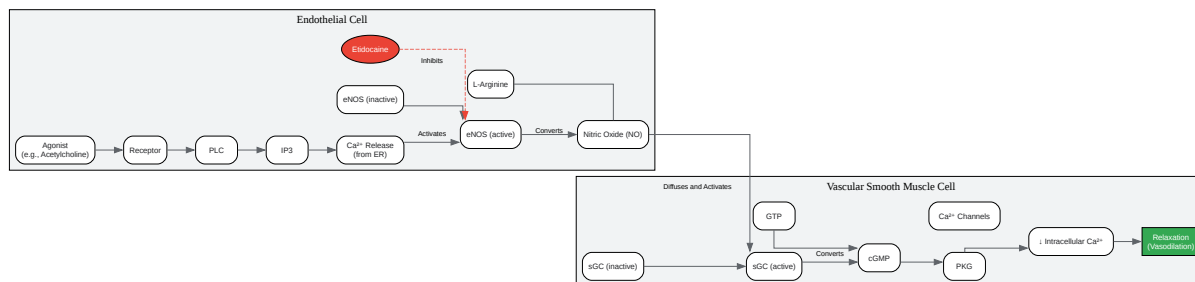 Endothelial Cell
Etidocaine
Inhibits
L-Arginine
eNOS (inactive)
Agonist
(e.g., Acetylcholine)
Receptor
PLC
IP3
Ca²⁺ Release
(from ER)
Activates
eNOS (active)
Converts
Nitric Oxide (NO)
Diffuses and Activates
Vascular Smooth Muscle Cell
GTP
Ca²⁺ Channels
sGC (inactive)
sGC (active)
Converts
cGMP
PKG
↓ Intracellular Ca²⁺
Relaxation
(Vasodilation)